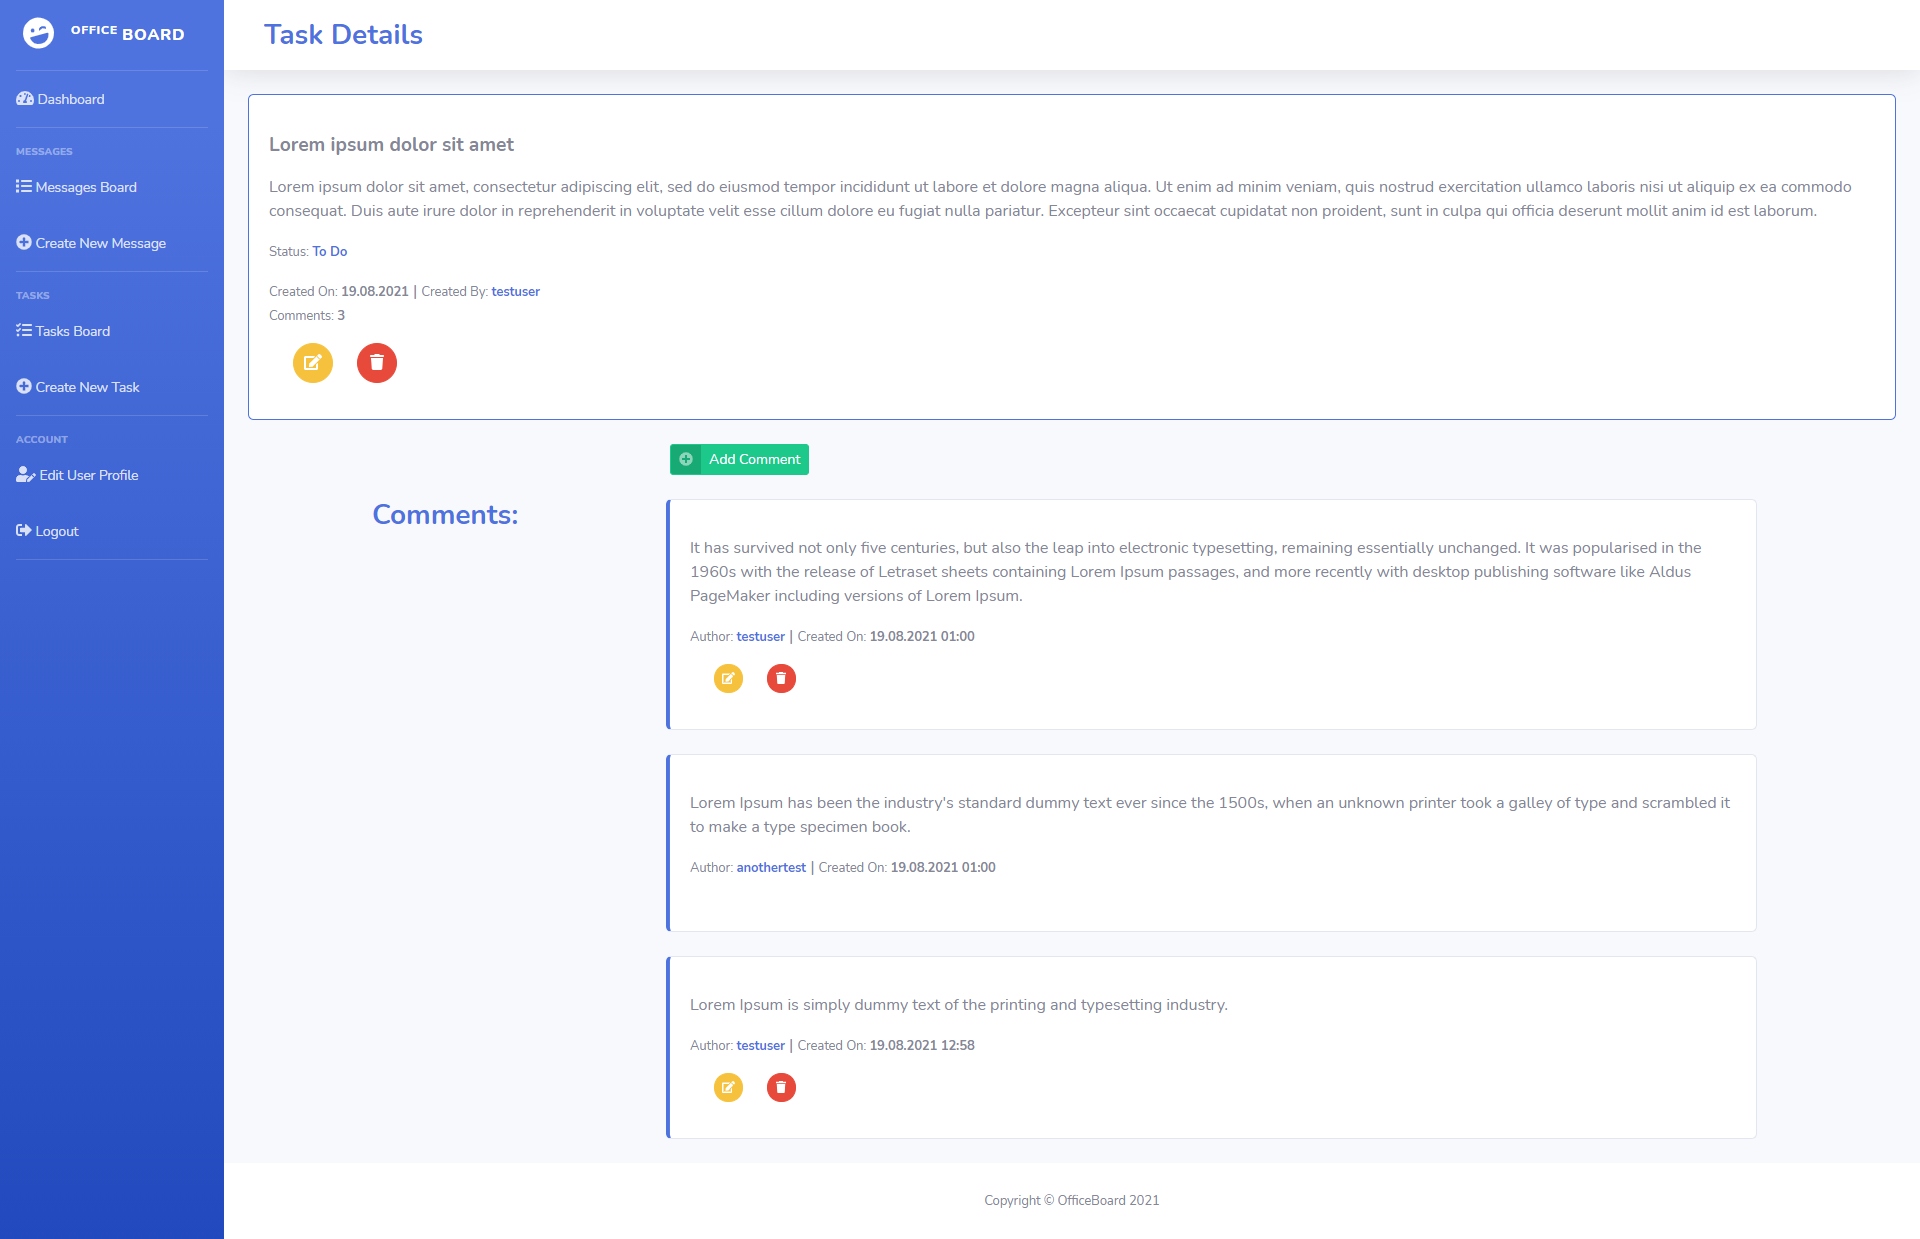 OFFICE BOARD
Dashboard
MESSAGES
Messages Board
Create New Message
TASKS
Tasks Board
Create New Task
ACCOUNT
Edit User Profile
Logout
Task Details
Lorem ipsum dolor sit amet
Lorem ipsum dolor sit amet, consectetur adipiscing elit, sed do eiusmod tempor incididunt ut labore et dolore magna aliqua. Ut enim ad minim veniam, quis nostrud exercitation ullamco laboris nisi ut aliquip ex ea commodo
consequat. Duis aute irure dolor in reprehenderit in voluptate velit esse cillum dolore eu fugiat nulla pariatur. Excepteur sint occaecat cupidatat non proident, sunt in culpa qui officia deserunt mollit anim id est laborum.
Status: To Do
Created On: 19.08.2021 | Created By: testuser
Comments: 3
Add Comment
Comments:
It has survived not only five centuries, but also the leap into electronic typesetting, remaining essentially unchanged. It was popularised in the
1960s with the release of Letraset sheets containing Lorem Ipsum passages, and more recently with desktop publishing software like Aldus
PageMaker including versions of Lorem Ipsum.
Author: testuser | Created On: 19.08.2021 01:00
Lorem Ipsum has been the industry's standard dummy text ever since the 1500s, when an unknown printer took a galley of type and scrambled it
to make a type specimen book.
Author: anothertest | Created On: 19.08.2021 01:00
Lorem Ipsum is simply dummy text of the printing and typesetting industry.
Author: testuser | Created On: 19.08.2021 12:58
Copyright © OfficeBoard 2021